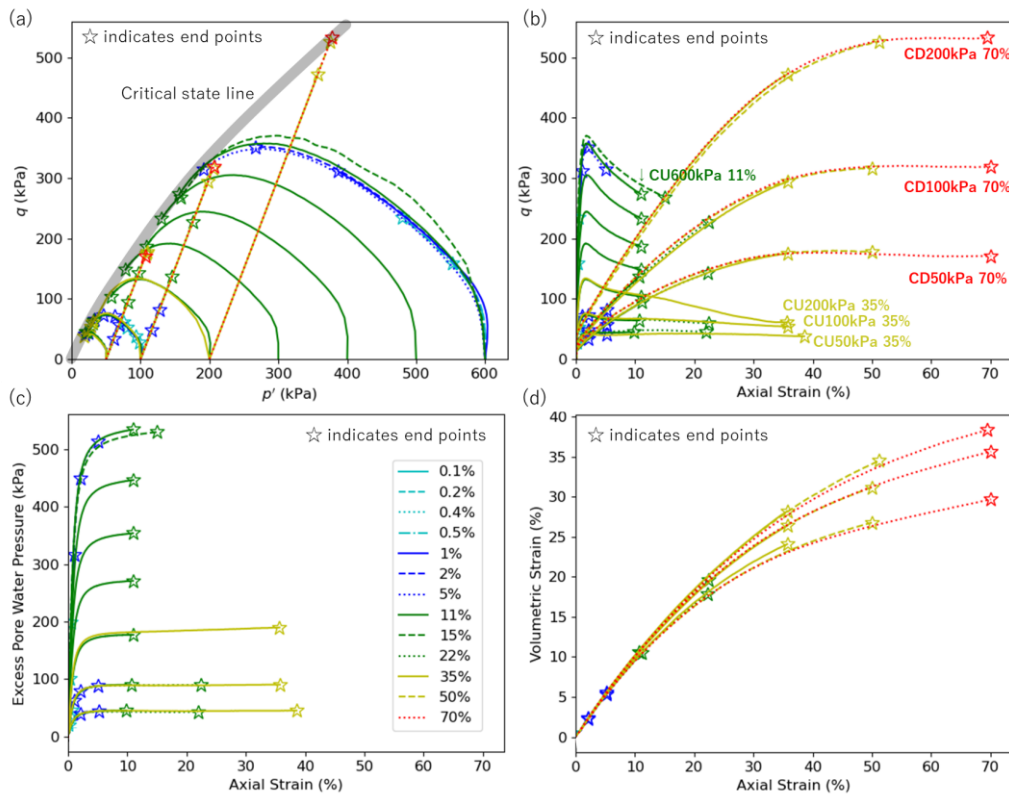 (a)
☆ indicates end points
Critical state line
q (kPa)
500
400
300
200
100
0
0 100 200 300 400 500 600
p' (kPa)
(b)
☆ indicates end points
CD200kPa 70%
CU600kPa 11%
CD100kPa 70%
CD50kPa 70%
CU200kPa 35%
CU100kPa 35%
CU50kPa 35%
q (kPa)
500
400
300
200
100
0
0 10 20 30 40 50 60 70
Axial Strain (%)
(c)
☆ indicates end points
0.1%
0.2%
0.4%
0.5%
1%
2%
5%
11%
15%
22%
35%
50%
70%
Excess Pore Water Pressure (kPa)
500
400
300
200
100
0
0 10 20 30 40 50 60 70
Axial Strain (%)
(d)
☆ indicates end points
Volumetric Strain (%)
40
35
30
25
20
15
10
5
0
0 10 20 30 40 50 60 70
Axial Strain (%)